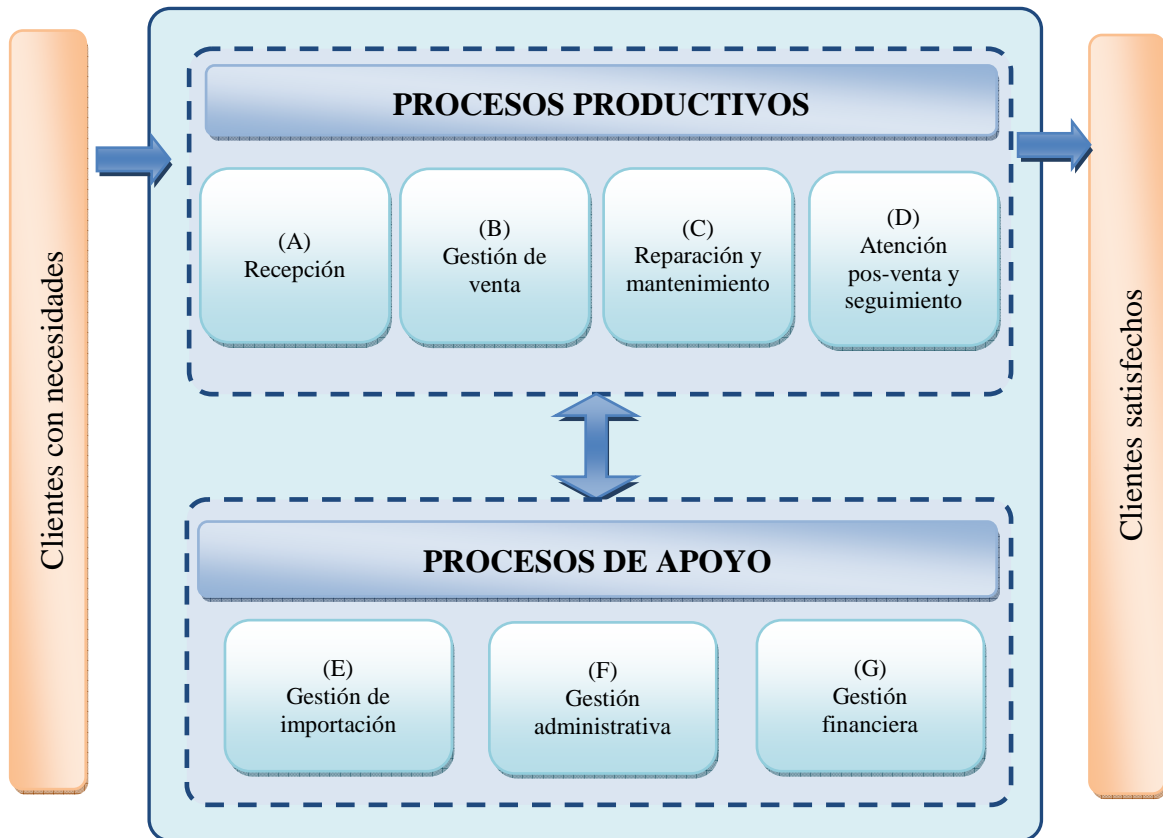 Clientes con necesidades
PROCESOS PRODUCTIVOS
(A)
Recepción
(B)
Gestión de
venta
(C)
Reparación y
mantenimiento
(D)
Atención
pos-venta y
seguimiento
PROCESOS DE APOYO
(E)
Gestión de
importación
(F)
Gestión
administrativa
(G)
Gestión
financiera
Clientes satisfechos